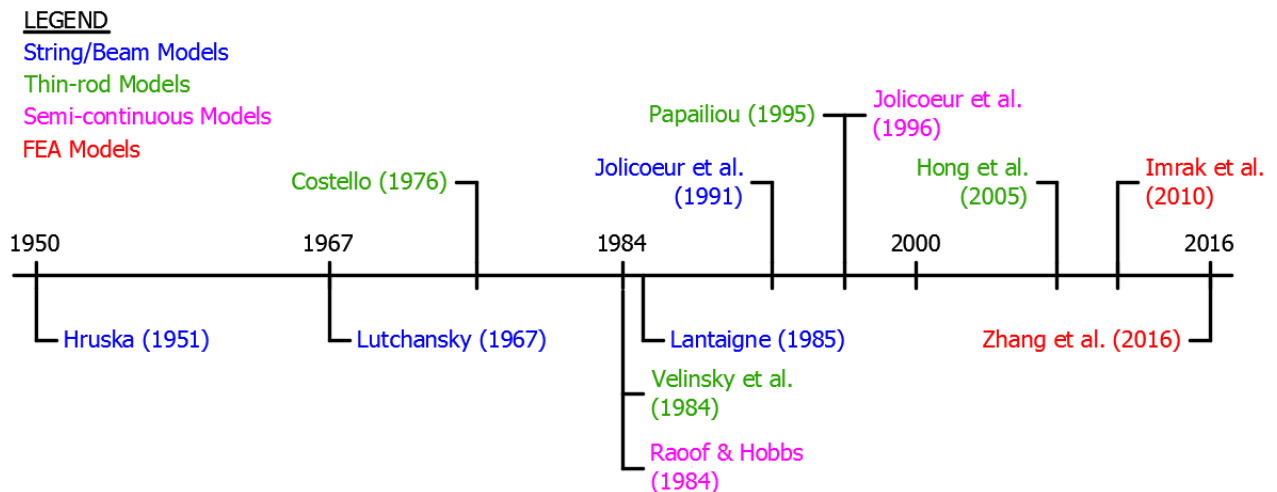 LEGEND
String/Beam Models
Thin-rod Models
Semi-continuous Models
FEA Models
Papailiou (1995)
Jolicoeur et al.
(1996)
Costello (1976)
Jolicoeur et al.
(1991)
Hong et al.
(2005)
Imrak et al.
(2010)
1950
1967
1984
2000
2016
Hruska (1951)
Lutchansky (1967)
Lantaigne (1985)
Zhang et al. (2016)
Velinsky et al.
(1984)
Raoof & Hobbs
(1984)